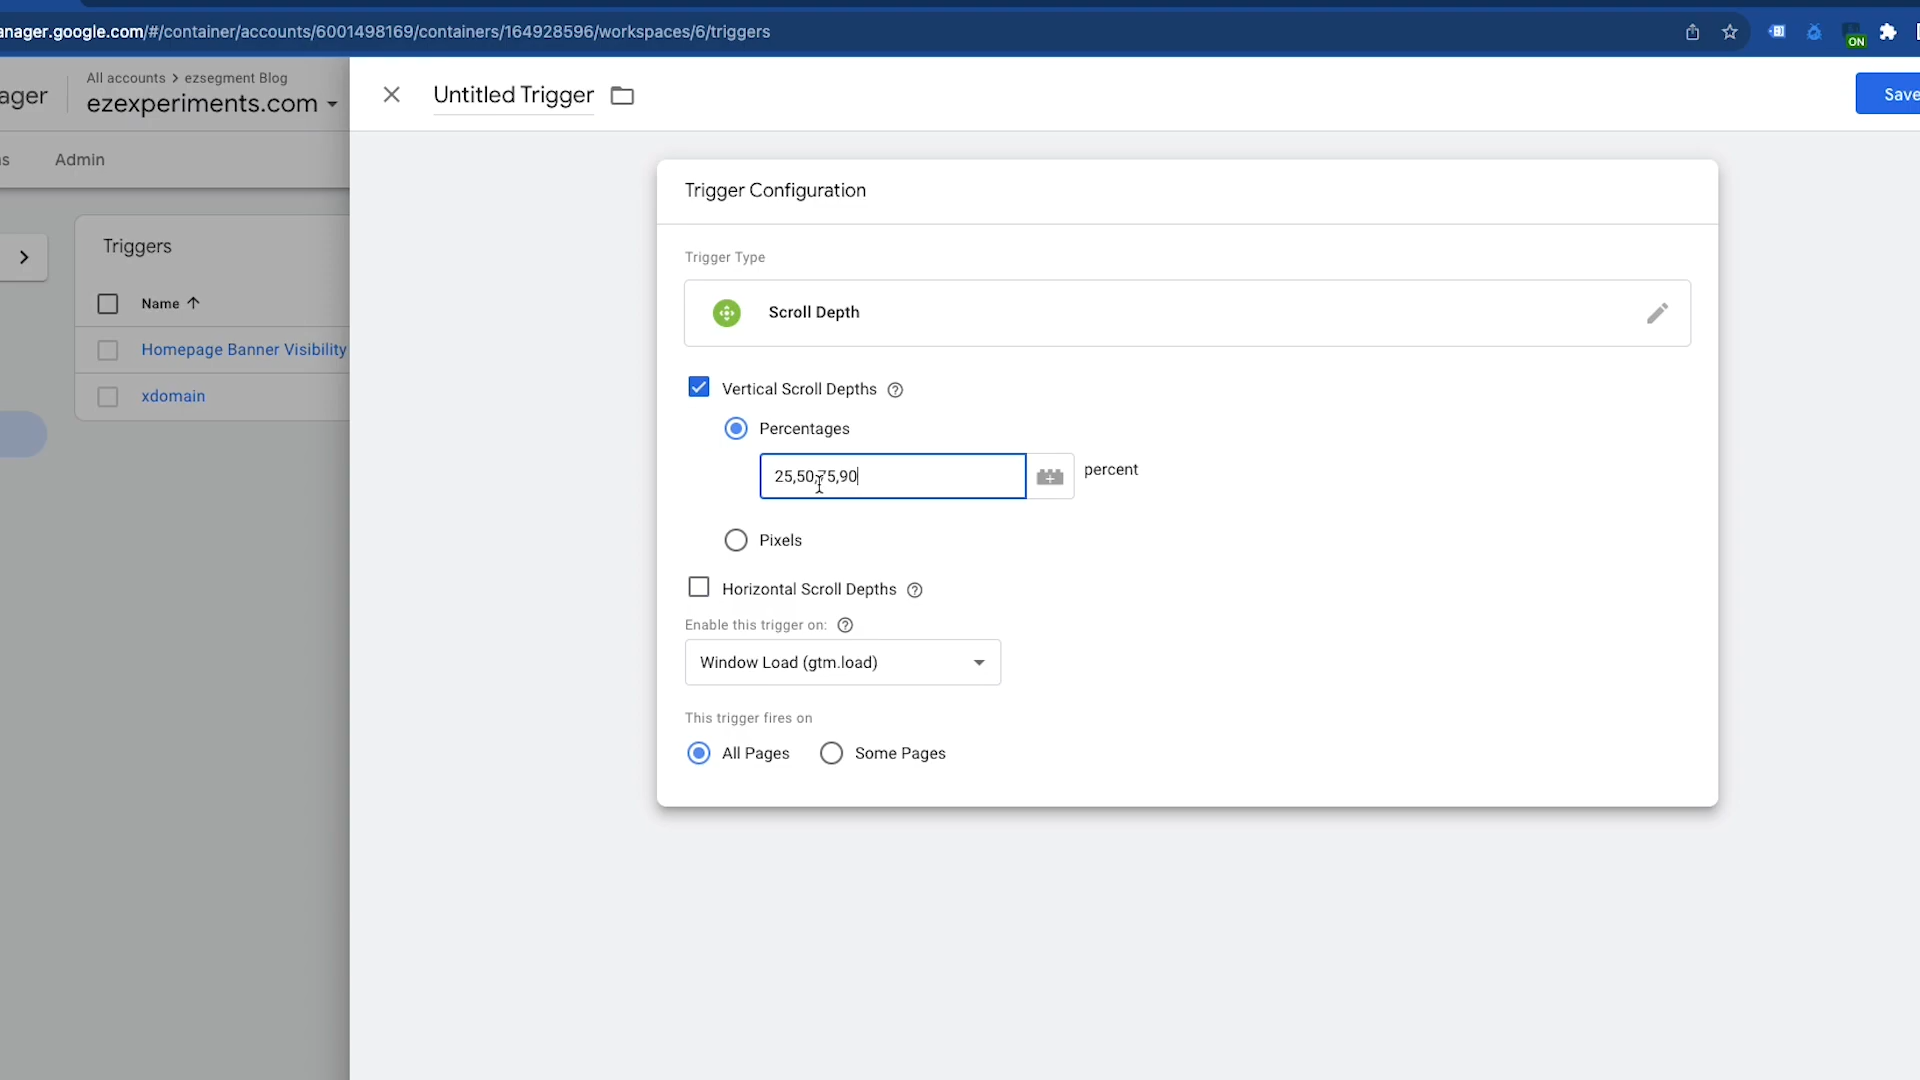 anager.google.com/#/container/accounts/6001498169/containers/164928596/workspaces/6/triggers
ON
ager
All accounts > ezsegment Blog
ezexperiments.com
Untitled Trigger
Save
s
Admin
Trigger Configuration
Triggers
Trigger Type
Name
Scroll Depth
Homepage Banner Visibility
xdomain
Vertical Scroll Depths
Percentages
25,50,75,90
percent
Pixels
Horizontal Scroll Depths
Enable this trigger on:
Window Load (gtm.load)
This trigger fires on
All Pages
Some Pages